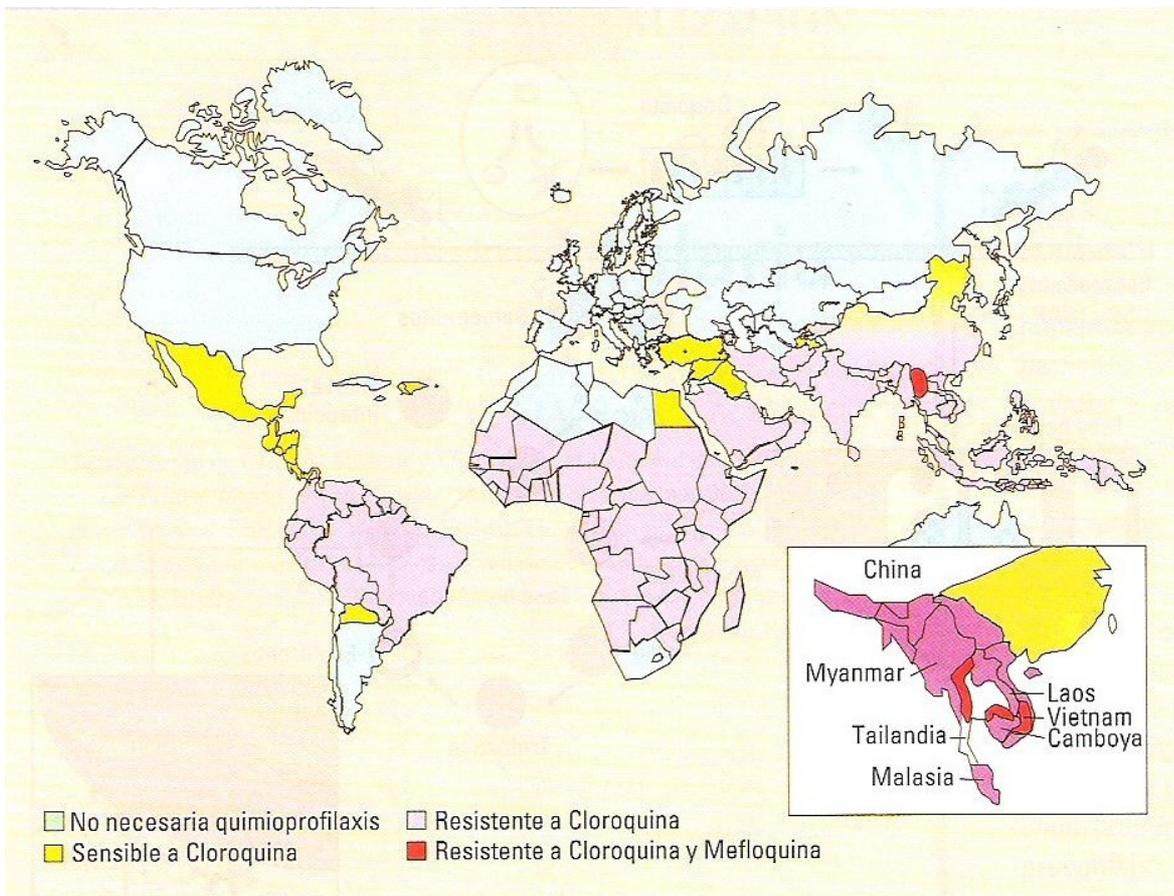 China
Myanmar
Laos
Vietnam
Tailandia
Camboya
Malasia
No necesaria quimioprofilaxis
Resistente a Cloroquina
Sensible a Cloroquina
Resistente a Cloroquina y Mefloquina